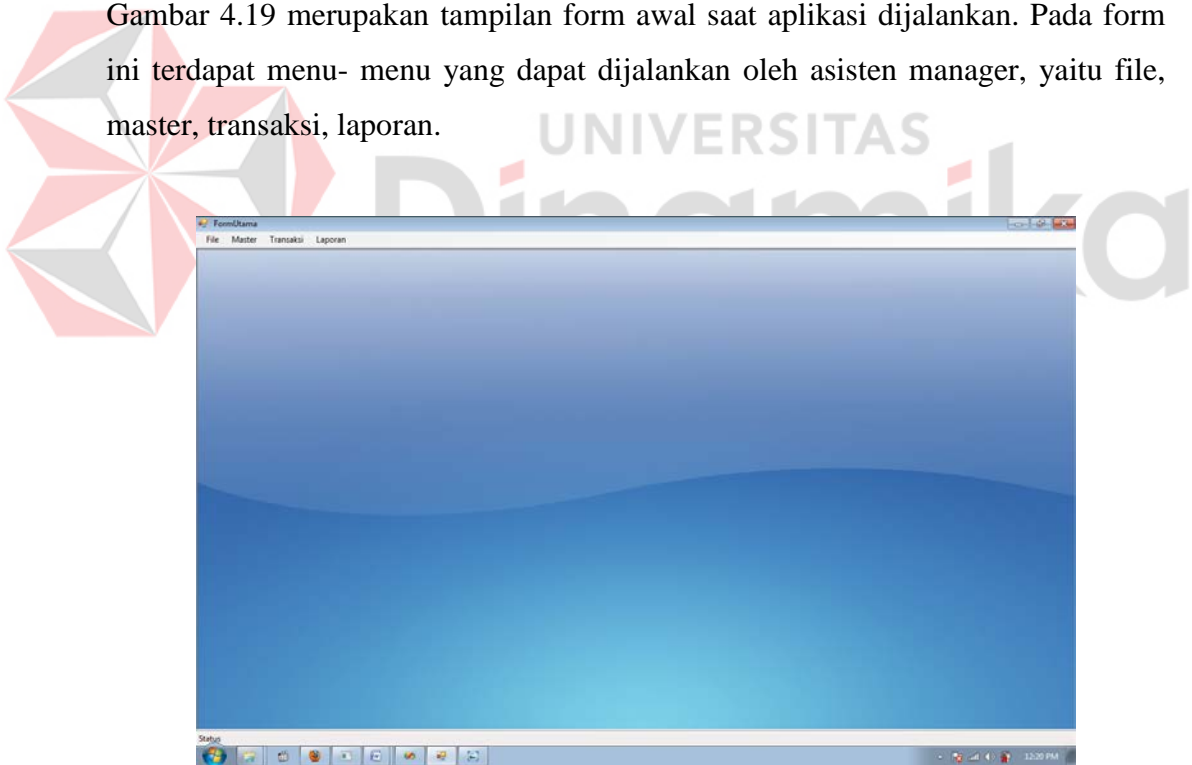 Gambar 4.19 merupakan tampilan form awal saat aplikasi dijalankan. Pada form
ini terdapat menu- menu yang dapat dijalankan oleh asisten manager, yaitu file,
master, transaksi, laporan.
UNIVERSITAS
Dinamika
FormUtama
File Master Transaksi Laporan
Status
12:20 PM